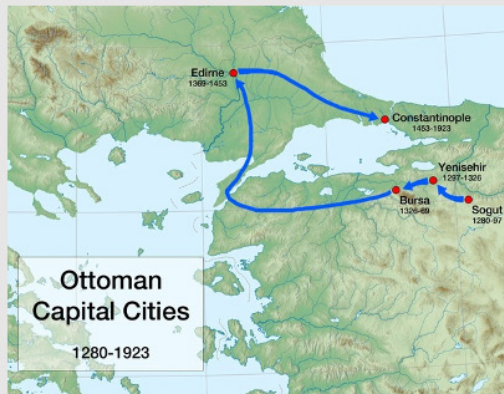 Edirne
1369-1453
Constantinople
1453-1923
Yenisehir
1297-1326
Bursa
1326-69
Sogut
1280-97
Ottoman
Capital Cities
1280-1923